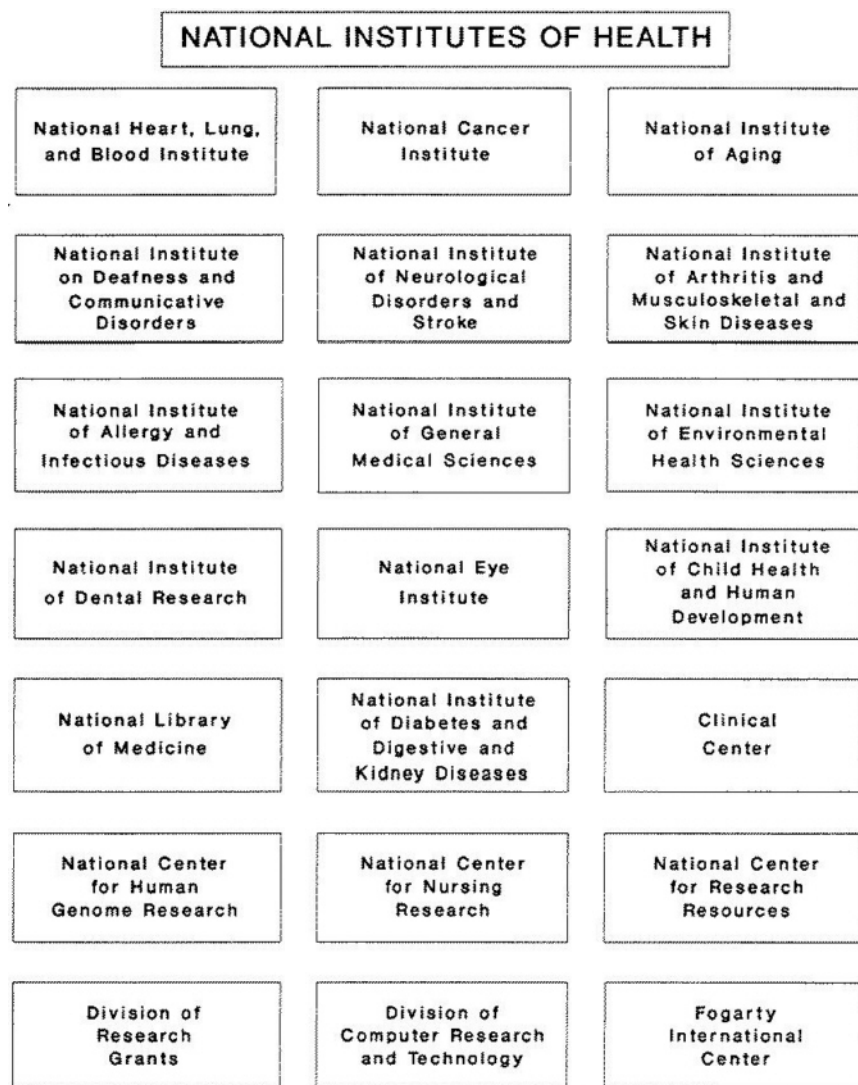 NATIONAL INSTITUTES OF HEALTH
National Heart, Lung,
and Blood Institute
National Cancer
Institute
National Institute
of Aging
National Institute
on Deafness and
Communicative
Disorders
National Institute
of Neurological
Disorders and
Stroke
National Institute
of Arthritis and
Musculoskeletal and
Skin Diseases
National Institute
of Allergy and
Infectious Diseases
National Institute
of General
Medical Sciences
National Institute
of Environmental
Health Sciences
National Institute
of Dental Research
National Eye
Institute
National Institute
of Child Health
and Human
Development
National Library
of Medicine
National Institute
of Diabetes and
Digestive and
Kidney Diseases
Clinical
Center
National Center
for Human
Genome Research
National Center
for Nursing
Research
National Center
for Research
Resources
Division of
Research
Grants
Division of
Computer Research
and Technology
Fogarty
International
Center